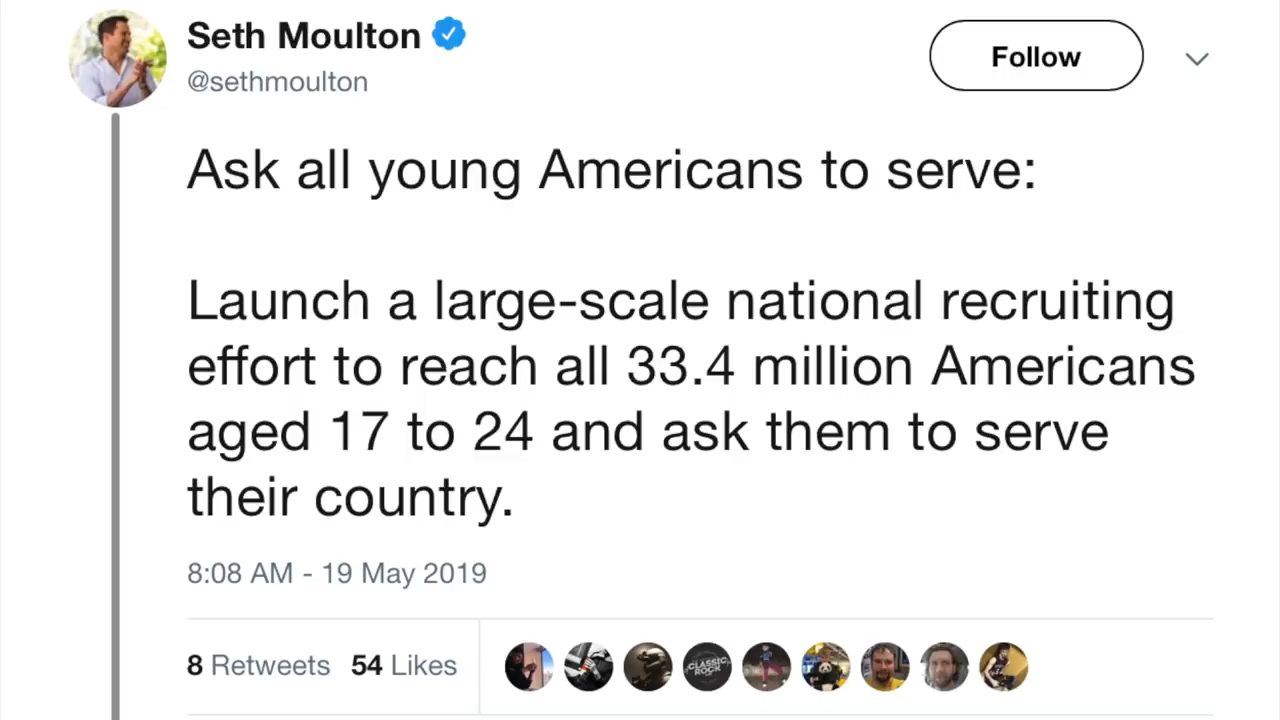 Seth Moulton
@sethmoulton
Follow
Ask all young Americans to serve:
Launch a large-scale national recruiting
effort to reach all 33.4 million Americans
aged 17 to 24 and ask them to serve
their country.
8:08 AM - 19 May 2019
8 Retweets 54 Likes
CLASSIC
ROCK